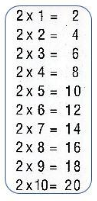 2 x 1 = 2
2 x 2 = 4
2 x 3 = 6
2 x 4 = 8
2 x 5 = 10
2 x 6 = 12
2 x 7 = 14
2 x 8 = 16
2 x 9 = 18
2 x 10= 20